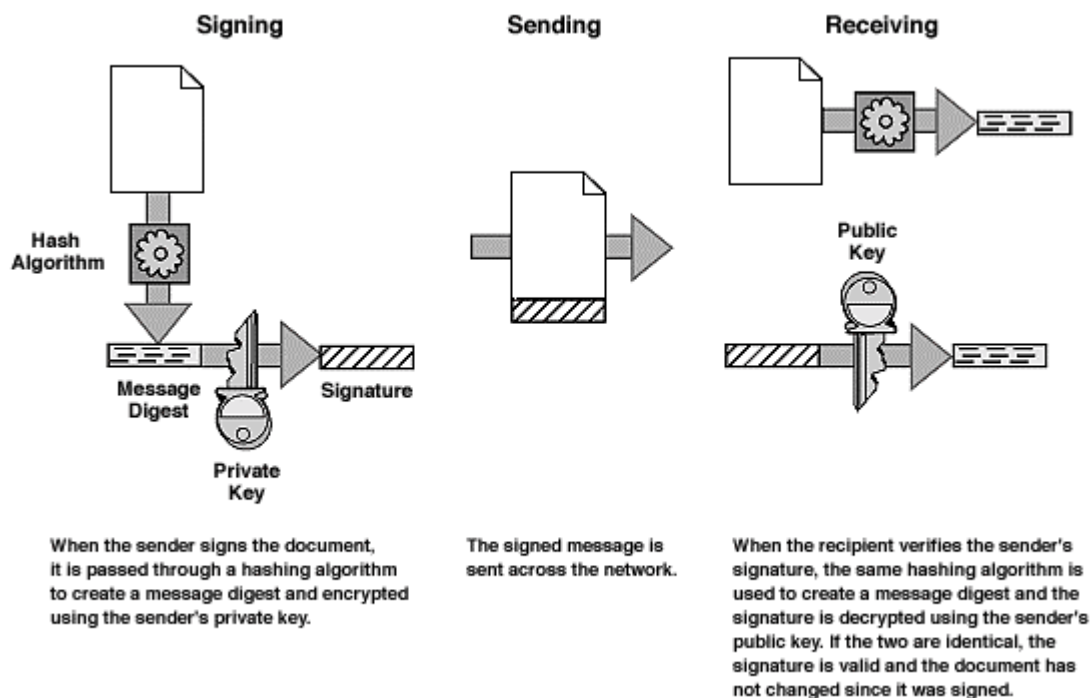 Signing
Sending
Receiving
Hash
Algorithm
Message
Digest
Signature
Private
Key
Public
Key
When the sender signs the document,
it is passed through a hashing algorithm
to create a message digest and encrypted
using the sender's private key.
The signed message is
sent across the network.
When the recipient verifies the sender's
signature, the same hashing algorithm is
used to create a message digest and the
signature is decrypted using the sender's
public key. If the two are identical, the
signature is valid and the document has
not changed since it was signed.